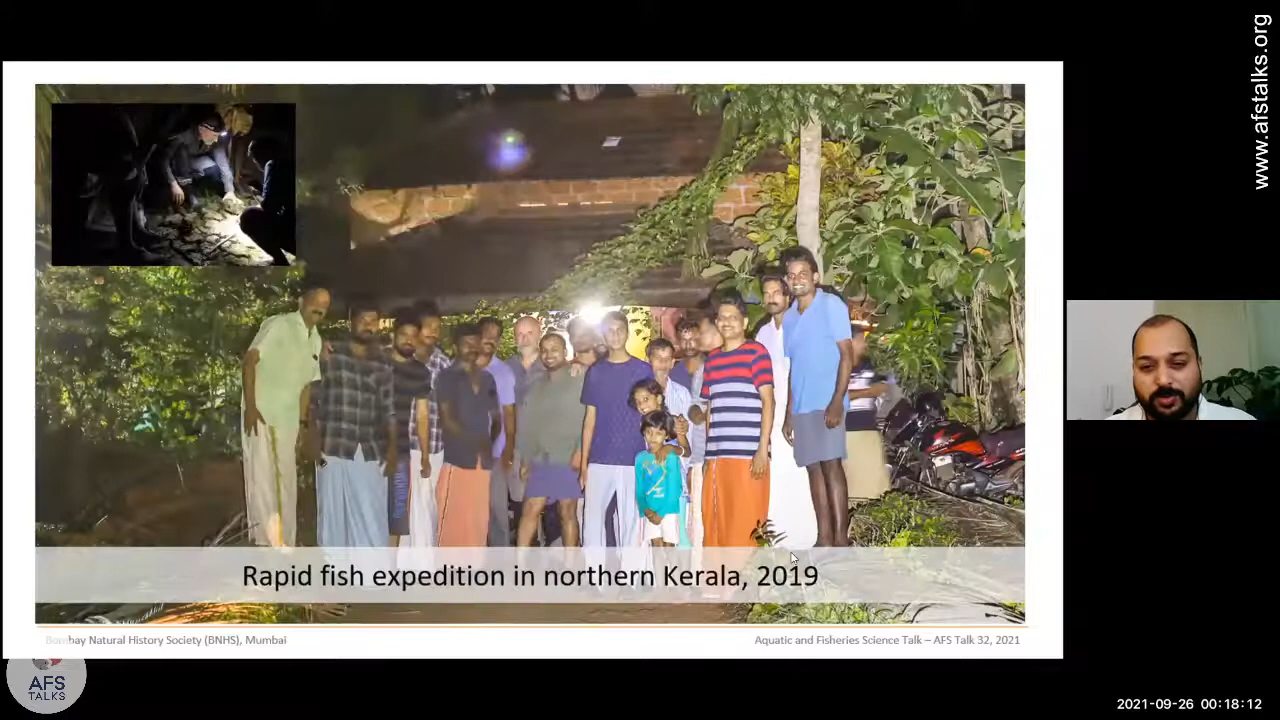 www.afstalks.org
Rapid fish expedition in northern Kerala, 2019
Bombay Natural History Society (BNHS), Mumbai
Aquatic and Fisheries Science Talk – AFS Talk 32, 2021
AFS
TALKS
2021-09-26 00:18:12